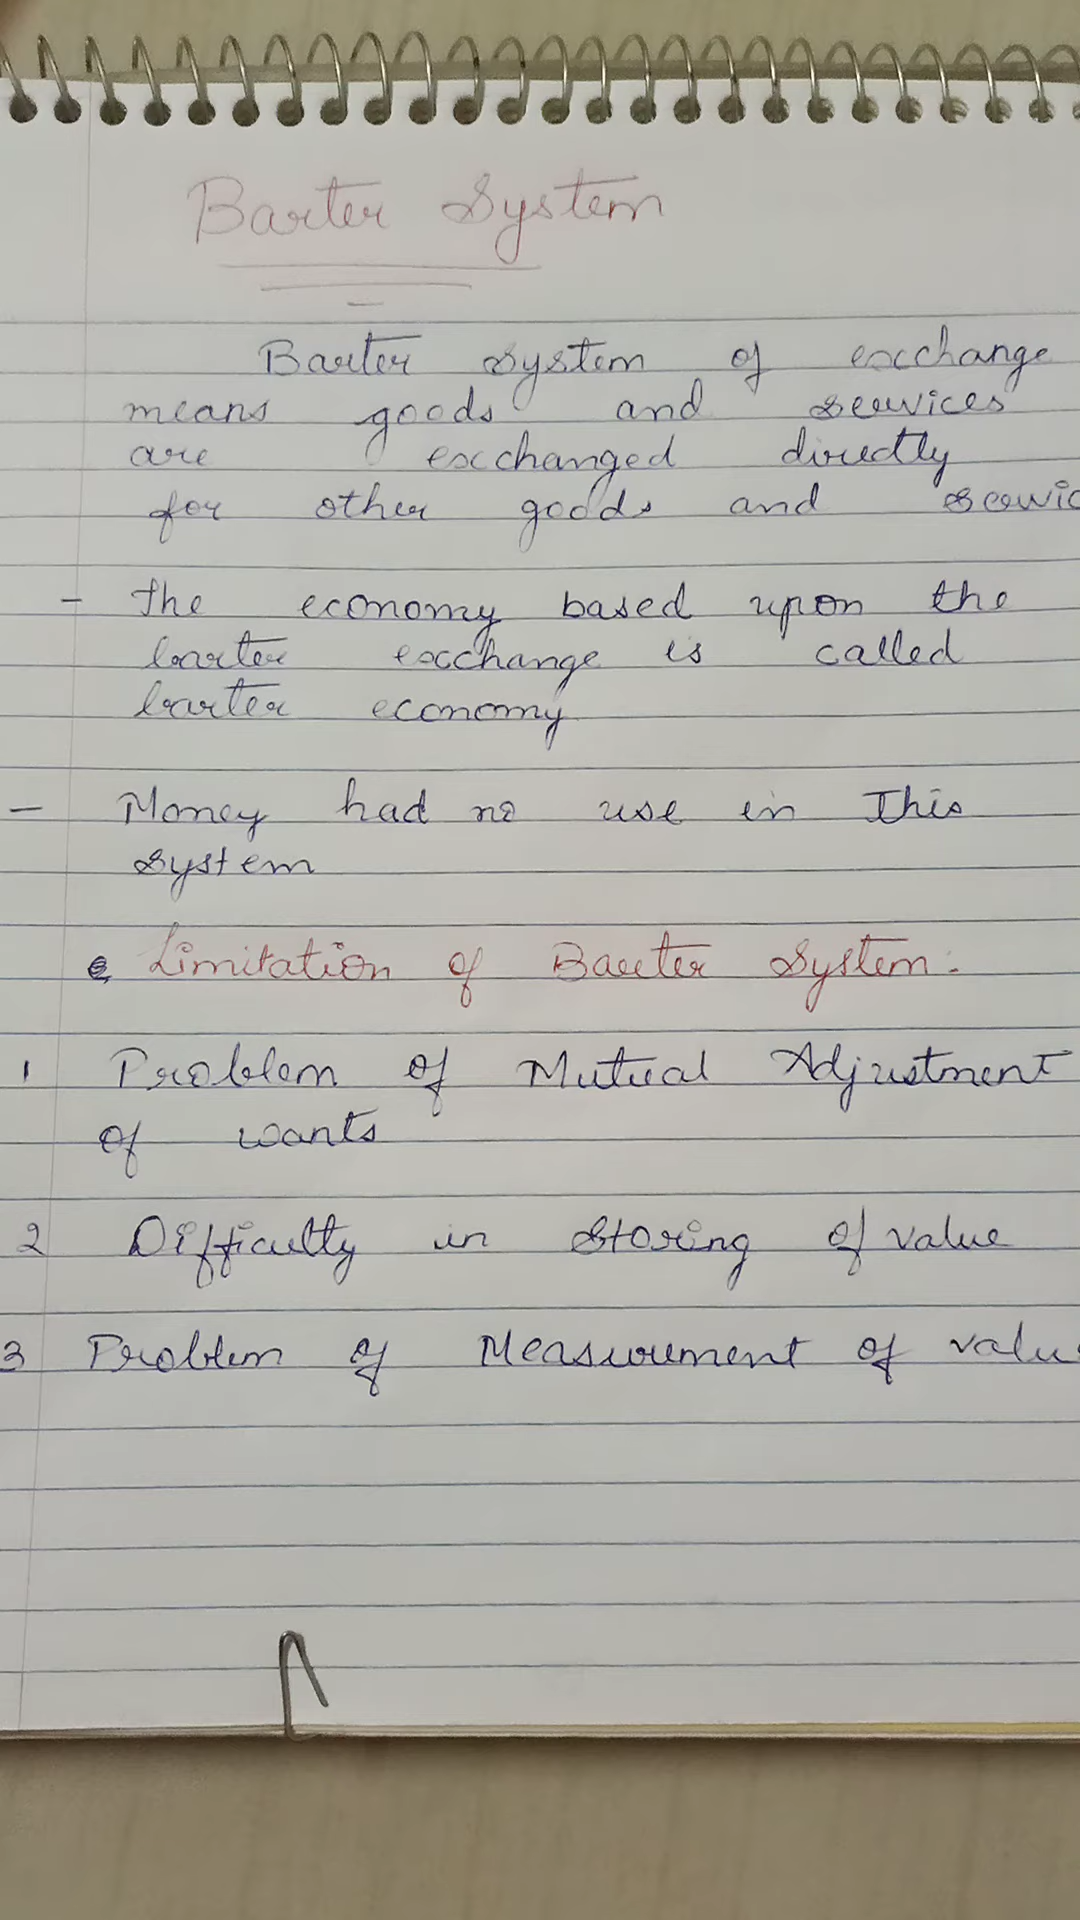 Barter System
Barter system of exchange
means goods and services
are exchanged directly
for other goods and servic
- The economy based upon the
barter exchange is called
barter economy
- Money had no use in This
system
Limitation of Barter System.
1 Problem of Mutual Adjustment
of wants
2 Difficulty in Storing of value
3 Problem of Measurement of valu